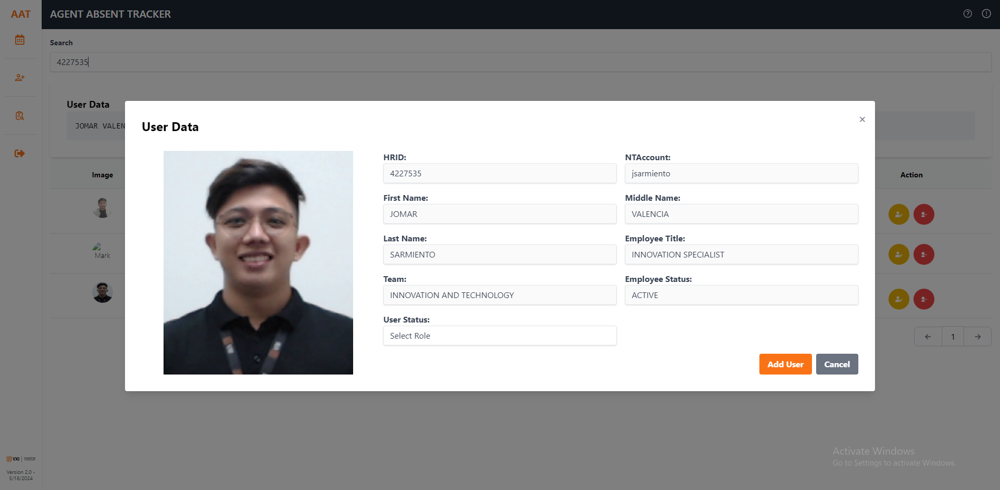 AAT
AGENT ABSENT TRACKER
Search
4227535
User Data
JOMAR VALEN
Image
Action
Mark
User Data
×
HRID:
4227535
NTAccount:
jsarmiento
First Name:
JOMAR
Middle Name:
VALENCIA
Last Name:
SARMIENTO
Employee Title:
INNOVATION SPECIALIST
Team:
INNOVATION AND TECHNOLOGY
Employee Status:
ACTIVE
User Status:
Select Role
Add User
Cancel
1
Activate Windows
Go to Settings to activate Windows.
VXI
Version 2.0 -
5/18/2024